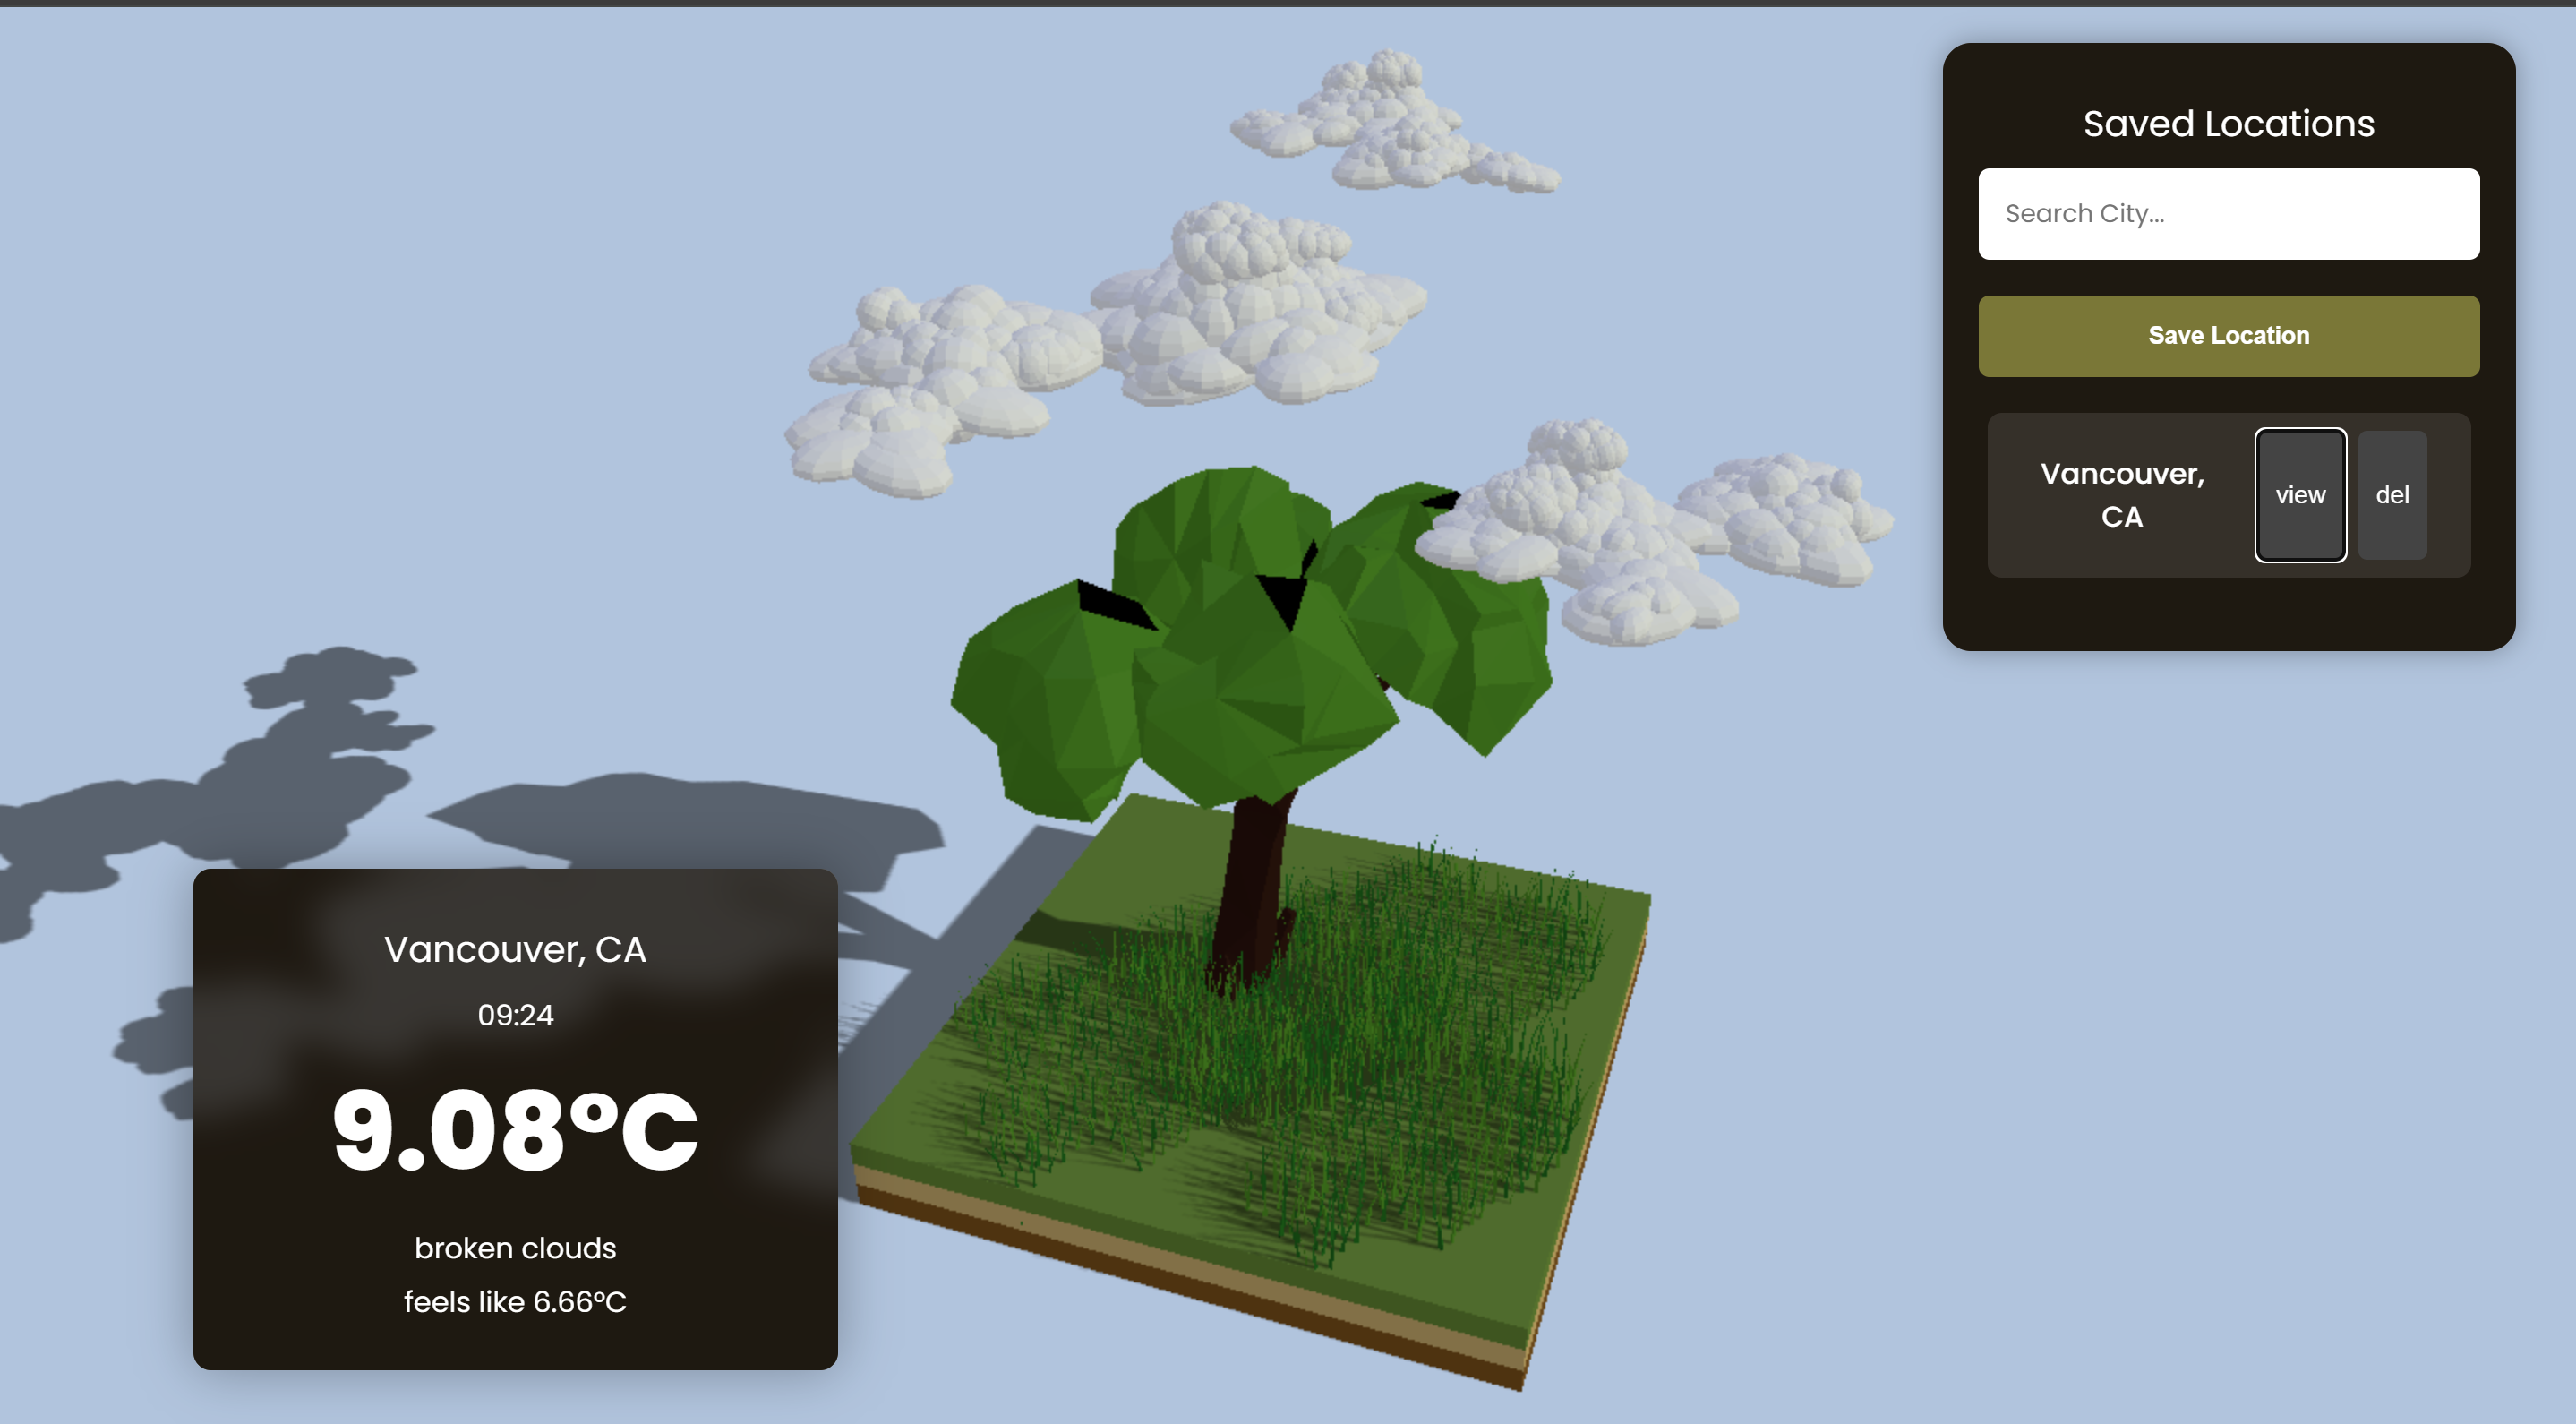 Saved Locations
Search City...
Save Location
Vancouver,
CA
view
del
Vancouver, CA
09:24
9.08°C
broken clouds
feels like 6.66°C